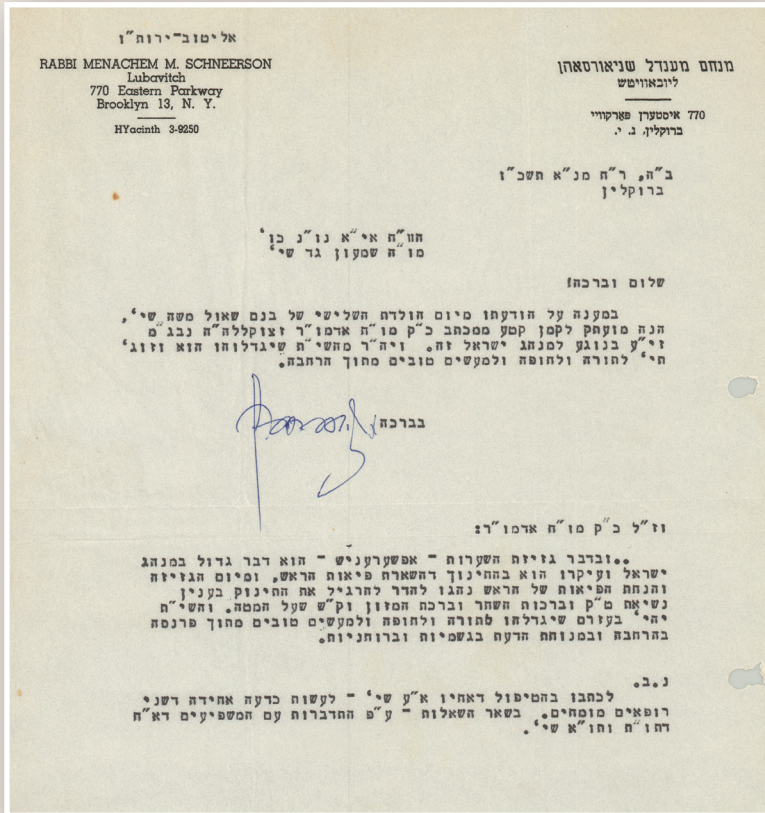 אליטוב-ירות"ו
RABBI MENACHEM M. SCHNEERSON
Lubavitch
770 Eastern Parkway
Brooklyn 13, N. Y.
HYacinth 3-9250
מנחם מענדל שניאורסאהן
ליובאוויטש
770 איסטערן פארקוויי
ברוקלין, נ. י.
ב"ה, ר"ח מנ"א תשכ"ו
ברוקלין
הוו"ח אי"א נו"נ כו'
מו"ה שמעון גד שי'
שלום וברכה!
במענה על הודעתו מיום הולדת השלישי של בנם שאול משה שי',
הנה מועתק לקמן קטע ממכתב כ"ק מו"ח אדמו"ר זצוקללה"ה נבג"מ
זי"ע בנוגע למנהג ישראל זה. ויה"ר מהשי"ת שיגדלוהו הוא וזוג'
תי' לתורה ולחופה ולמעשים טובים מתוך הרחבה.
בברכה
וז"ל כ"ק מו"ח אדמו"ר:
..ובדבר גזיזת השערות - אפשערעניש - הוא דבר גדול במנהג
ישראל ועיקרו הוא בהחינוך דהשארת פיאות הראש, ומיום הגזיזה
והנחת הפיאות של הראש נהגו להדר להרגיל את התינוק בענין
נשיאת ט"ק וברכות השחר וברכת המזון וק"ש שעל המטה. והשי"ת
יהי' בעזרם שיגדלהו לתורה ולחופה ולמעשים טובים מתוך פרנסה
בהרחבה ובמנוחת הדעת בגשמיות וברוחניות.
נ.ב.
לכתבו בהטיפול דאחיו א"ע שי' - לעשות כדעה אחידה דשני
רופאים מומחים. בשאר השאלות - ע"פ התדברות עם המשפיעים דא"ח
דתו"ת ותו"א שי'.